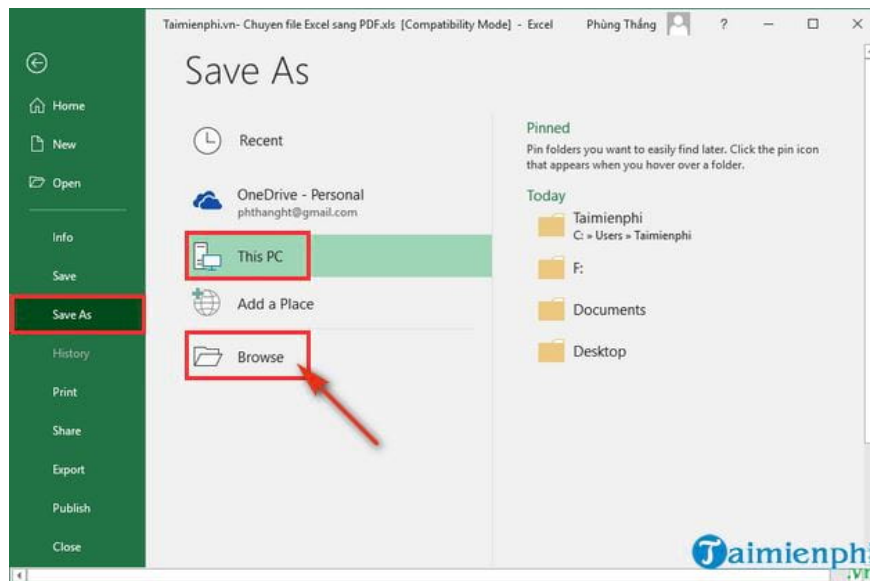 Taimienphi.vn- Chuyen file Excel sang PDF.xls [Compatibility Mode] - Excel
Phùng Thắng
?
Save As
Home
New
Open
Info
Save
Save As
History
Print
Share
Export
Publish
Close
Recent
OneDrive - Personal
phthanght@gmail.com
This PC
Add a Place
Browse
Pinned
Pin folders you want to easily find later. Click the pin icon
that appears when you hover over a folder.
Today
Taimienphi
C: » Users » Taimienphi
F:
Documents
Desktop
Taimienphi
.vn